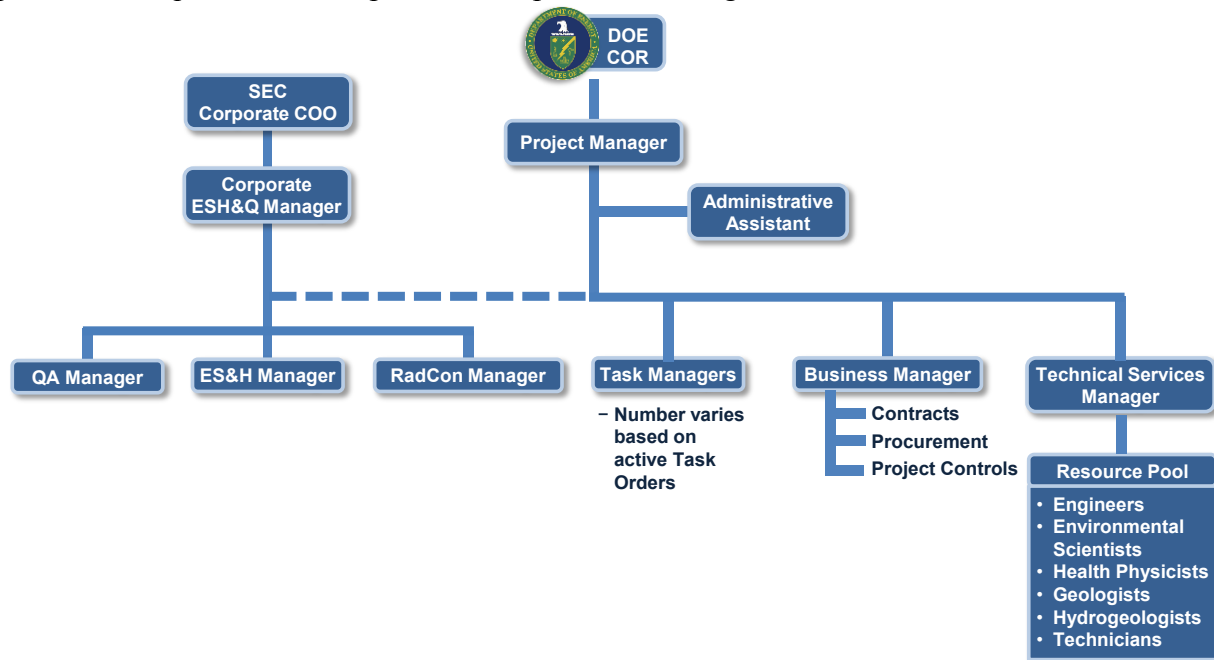 DOE
COR
SEC
Corporate COO
Project Manager
Corporate
ESH&Q Manager
Administrative
Assistant
QA Manager
ES&H Manager
RadCon Manager
Task Managers
– Number varies
based on
active Task
Orders
Business Manager
Contracts
Procurement
Project Controls
Technical Services
Manager
Resource Pool
• Engineers
• Environmental
Scientists
• Health Physicists
• Geologists
• Hydrogeologists
• Technicians